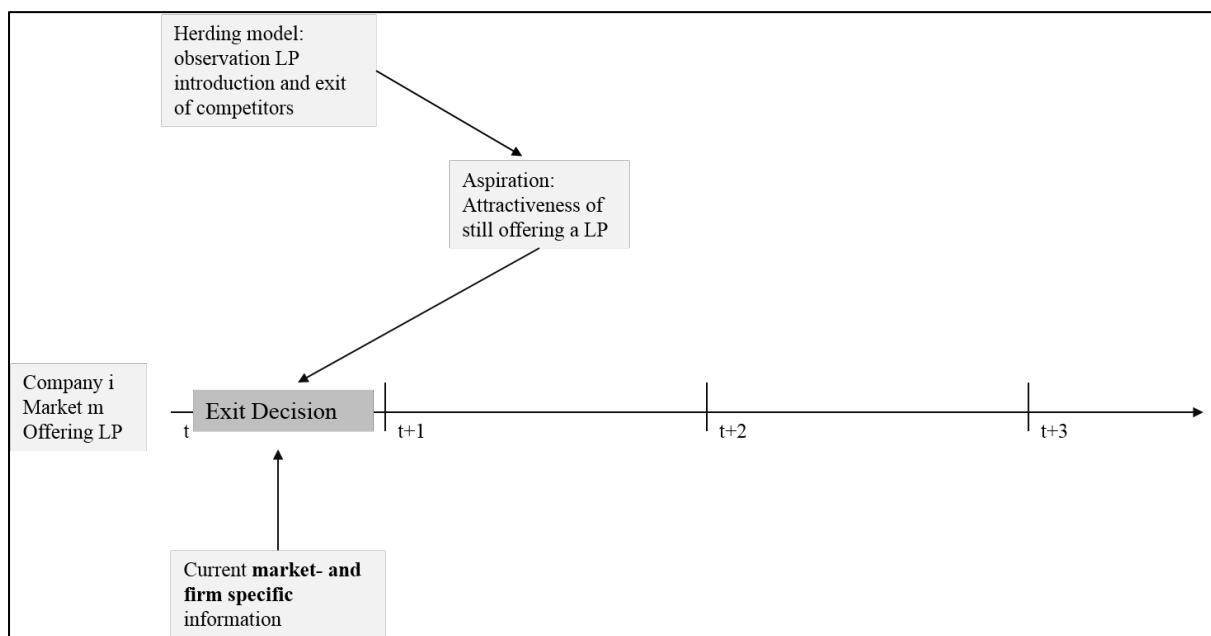 Herding model:
observation LP
introduction and exit
of competitors
Aspiration:
Attractiveness of
still offering a LP
Company i
Market m
Offering LP
Exit Decision
t
t+1
t+2
t+3
Current market- and
firm specific
information